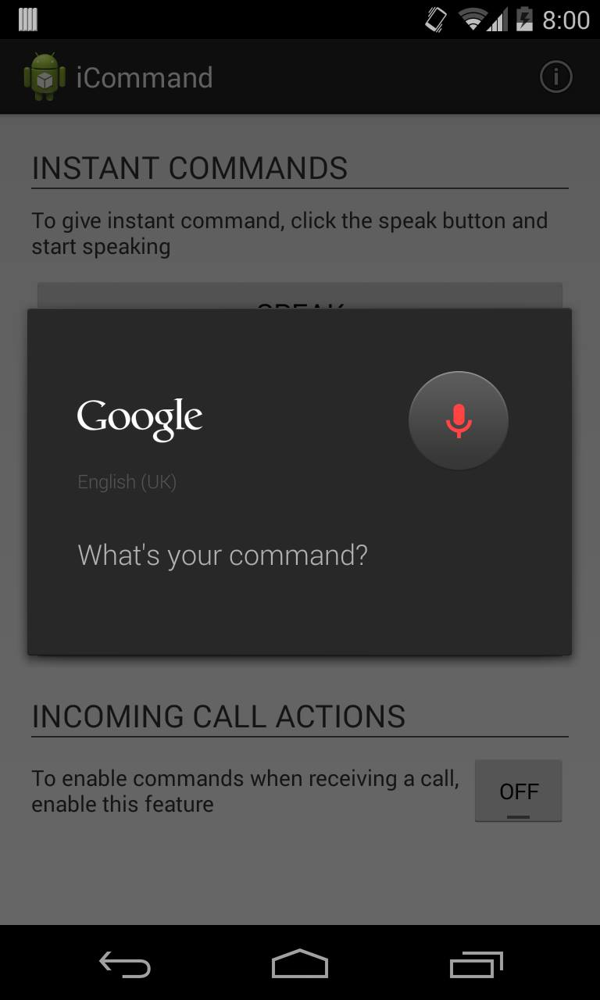 8:00
iCommand
INSTANT COMMANDS
To give instant command, click the speak button and
start speaking
SPEAK
Google
English (UK)
What's your command?
INCOMING CALL ACTIONS
To enable commands when receiving a call,
enable this feature
OFF